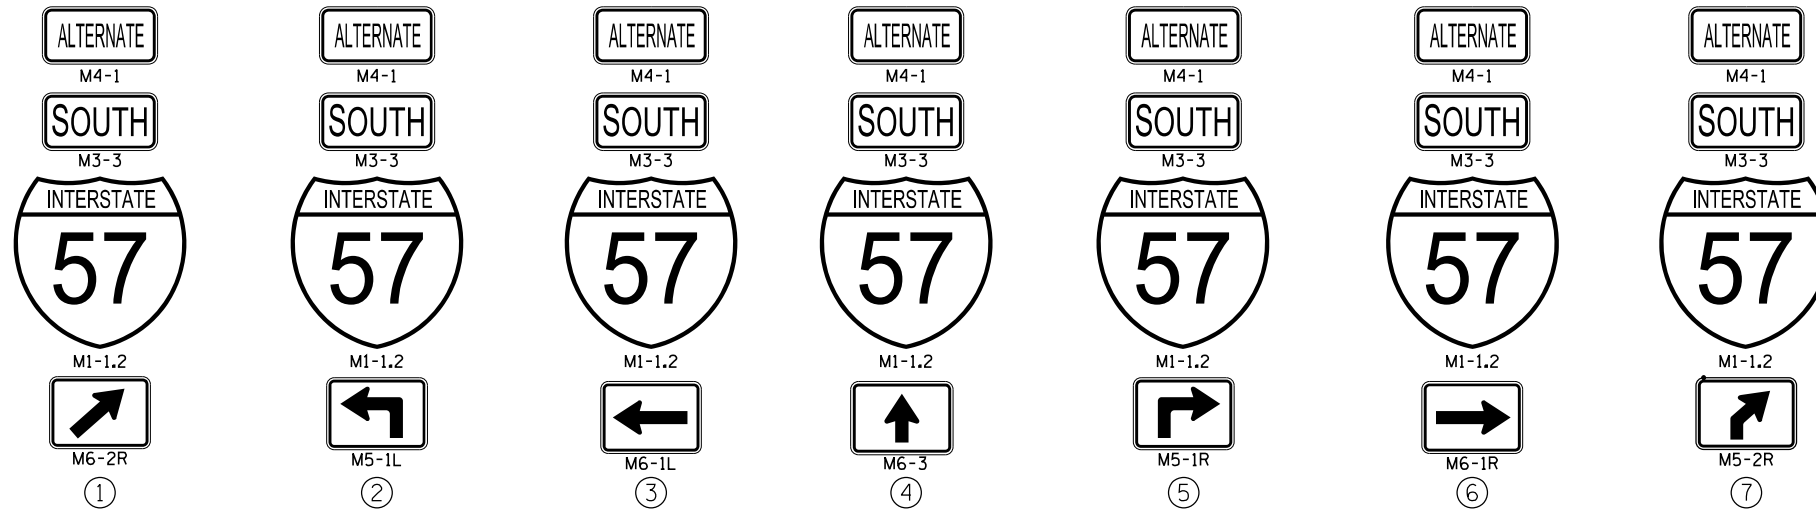 ALTERNATE ALTERNATE ALTERNATE ALTERNATE ALTERNATE ALTERNATE ALTERNATE
M4-1 M4-1 M4-1 M4-1 M4-1 M4-1 M4-1
SOUTH SOUTH SOUTH SOUTH SOUTH SOUTH SOUTH
M3-3 M3-3 M3-3 M3-3 M3-3 M3-3 M3-3
INTERSTATE INTERSTATE INTERSTATE INTERSTATE INTERSTATE INTERSTATE INTERSTATE
57 57 57 57 57 57 57
M1-1.2 M1-1.2 M1-1.2 M1-1.2 M1-1.2 M1-1.2 M1-1.2
M6-2R M5-1L M6-1L M6-3 M5-1R M6-1R M5-2R
1 2 3 4 5 6 7